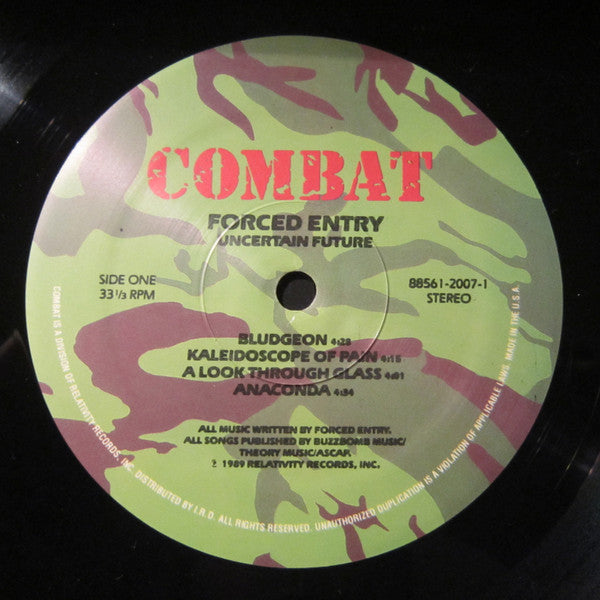 COMBAT
FORCED ENTRY
UNCERTAIN FUTURE
SIDE ONE
33 1/3 RPM
88561-2007-1
STEREO
BLUDGEON 4:28
KALEIDOSCOPE OF PAIN 4:15
A LOOK THROUGH GLASS 4:01
ANACONDA 4:34
ALL MUSIC WRITTEN BY FORCED ENTRY.
ALL SONGS PUBLISHED BY BUZZBOMB MUSIC/
THEORY MUSIC/ASCAP.
℗ 1989 RELATIVITY RECORDS, INC.
COMBAT IS A DIVISION OF RELATIVITY RECORDS, INC. DISTRIBUTED BY I.R.D. ALL RIGHTS RESERVED. UNAUTHORIZED DUPLICATION IS A VIOLATION OF APPLICABLE LAWS. MADE IN THE U.S.A.